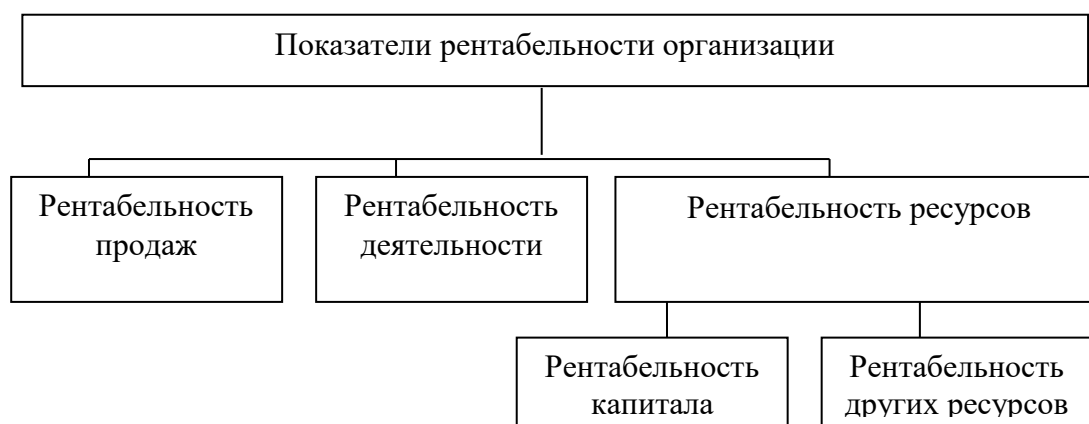 Показатели рентабельности организации
Рентабельность
продаж
Рентабельность
деятельности
Рентабельность ресурсов
Рентабельность
капитала
Рентабельность
других ресурсов